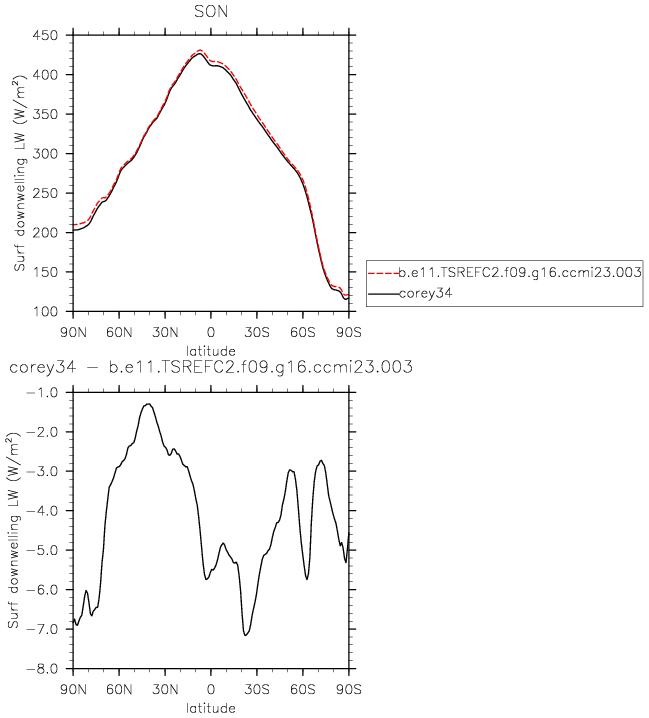 SON
450
400
350
300
250
200
150
100
Surf downwelling LW (W/m²)
90N 60N 30N 0 30S 60S 90S
latitude
b.e11.TSREFC2.f09.g16.ccmi23.003
corey34
corey34 − b.e11.TSREFC2.f09.g16.ccmi23.003
−1.0
−2.0
−3.0
−4.0
−5.0
−6.0
−7.0
−8.0
Surf downwelling LW (W/m²)
90N 60N 30N 0 30S 60S 90S
latitude